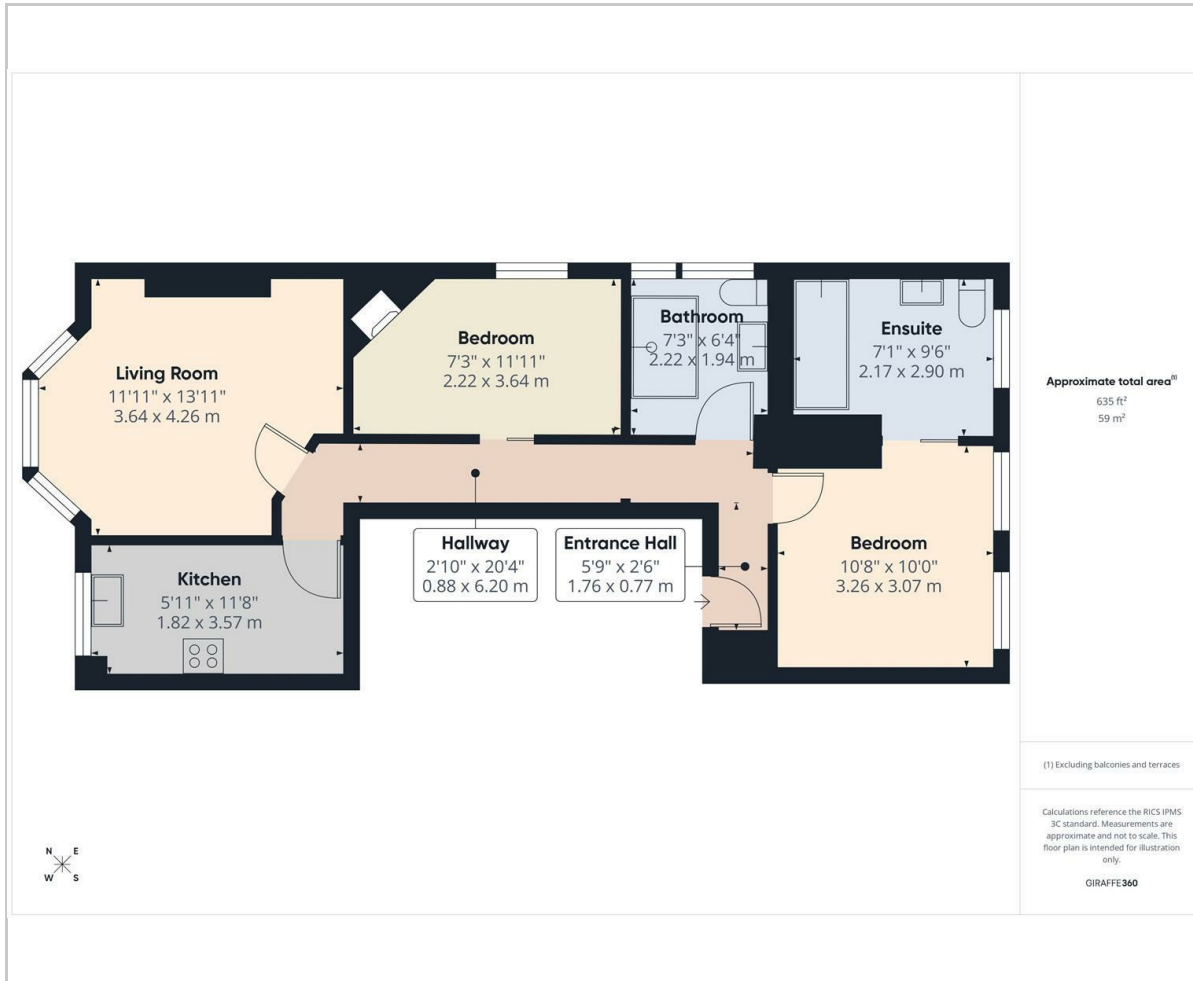 Living Room
11'11" x 13'11"
3.64 x 4.26 m
Bedroom
7'3" x 11'11"
2.22 x 3.64 m
Bathroom
7'3" x 6'4"
2.22 x 1.94 m
Ensuite
7'1" x 9'6"
2.17 x 2.90 m
Kitchen
5'11" x 11'8"
1.82 x 3.57 m
Hallway
2'10" x 20'4"
0.88 x 6.20 m
Entrance Hall
5'9" x 2'6"
1.76 x 0.77 m
Bedroom
10'8" x 10'0"
3.26 x 3.07 m
N E
W S
Approximate total area(1)
635 ft²
59 m²
(1) Excluding balconies and terraces
Calculations reference the RICS IPMS
3C standard. Measurements are
approximate and not to scale. This
floor plan is intended for illustration
only.
GIRAFFE360